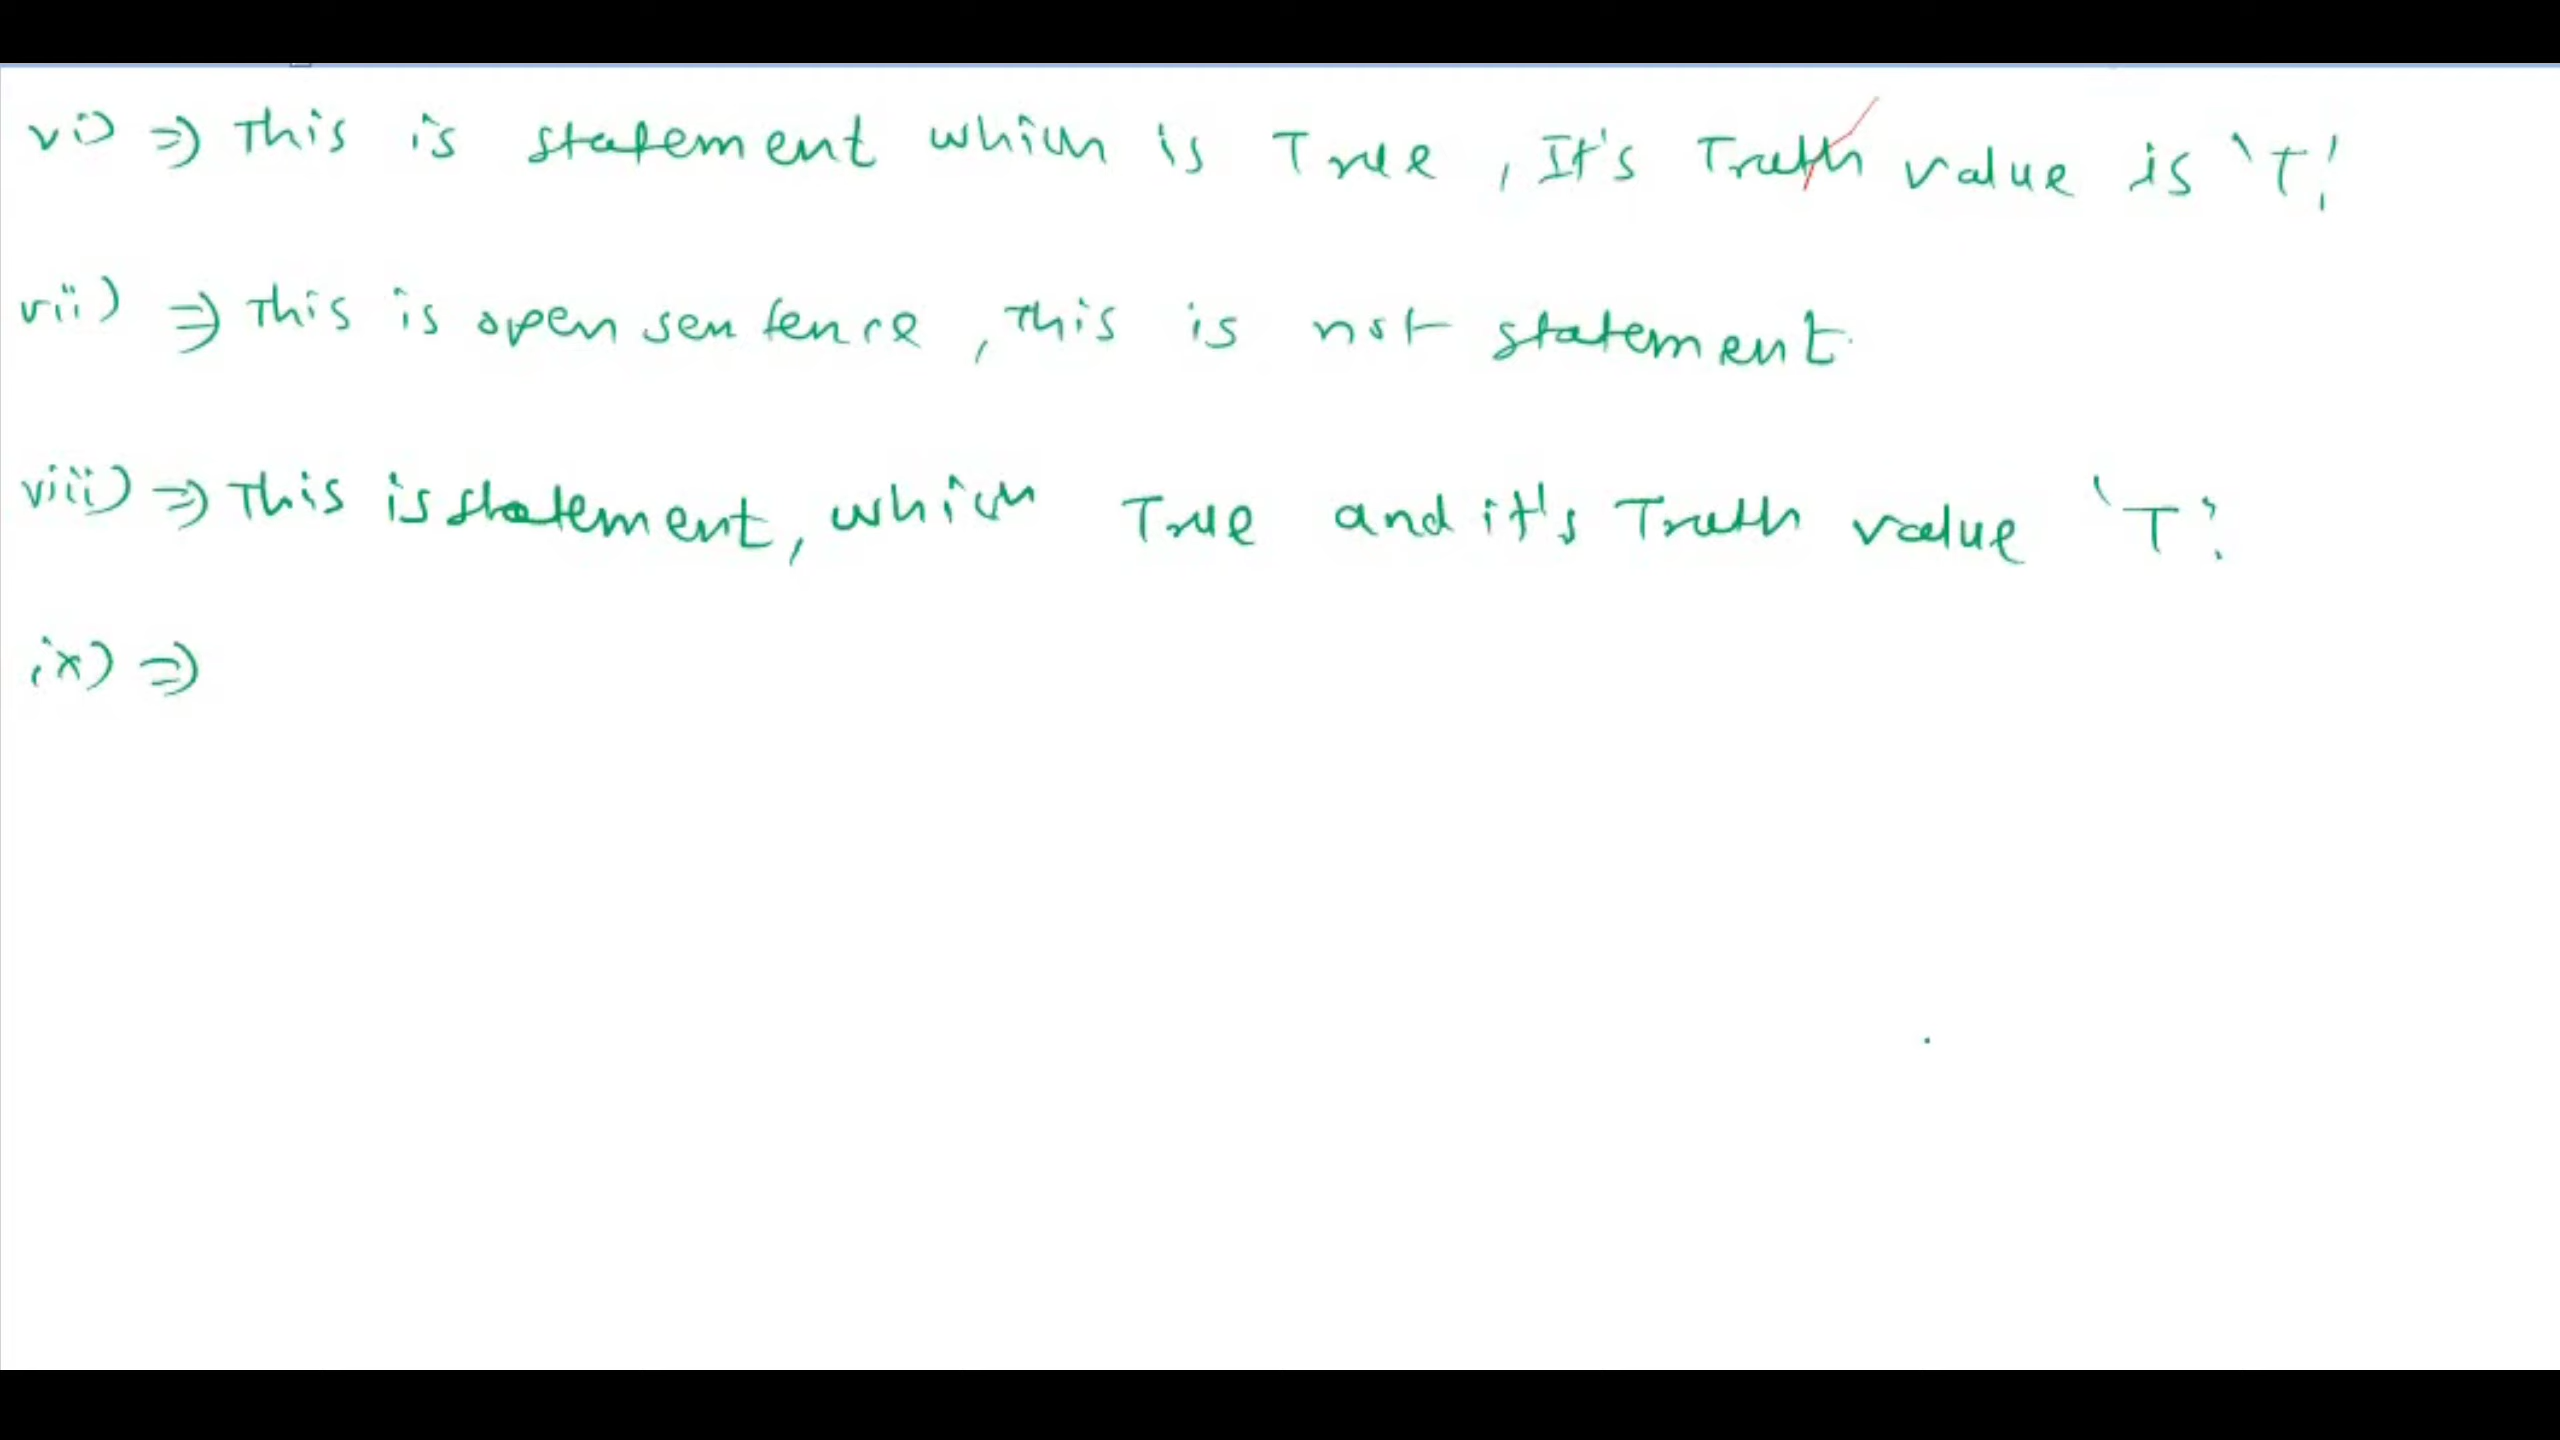 vi) => This is statement which is True, It's Truth value is 'T'.
vii) => This is open sentence, This is not statement.
viii) => This is statement, which True and it's Truth value 'T'.
ix) =>